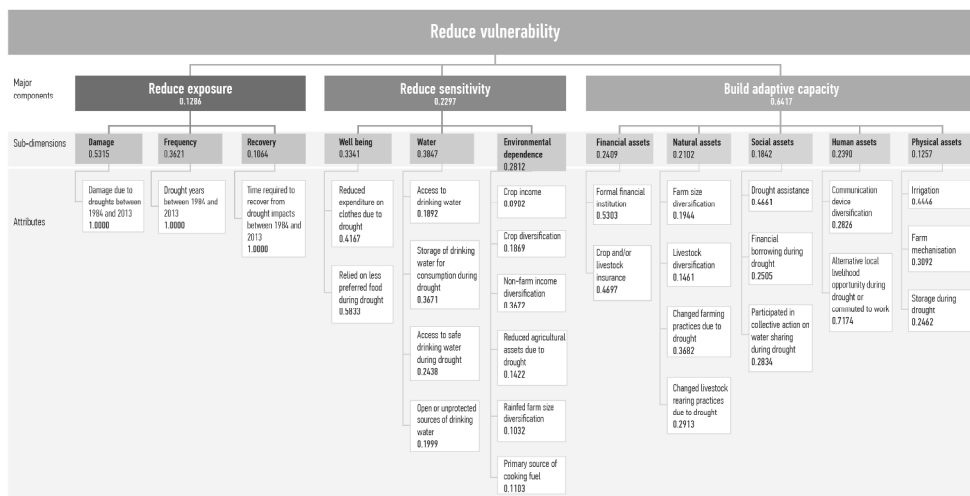 Reduce vulnerability
Major
components
Reduce exposure
0.1286
Reduce sensitivity
0.2297
Build adaptive capacity
0.6417
Sub-dimensions
Damage
0.5315
Frequency
0.3621
Recovery
0.1064
Well being
0.3341
Water
0.3847
Environmental
dependence
0.2812
Financial assets
0.2409
Natural assets
0.2102
Social assets
0.1842
Human assets
0.2390
Physical assets
0.1257
Attributes
Damage due to
droughts between
1984 and 2013
1.0000
Drought years
between 1984 and
2013
1.0000
Time required to
recover from
drought impacts
between 1984 and
2013
1.0000
Reduced
expenditure on
clothes due to
drought
0.4167
Relied on less
preferred food
during drought
0.5833
Access to
drinking water
0.1892
Storage of drinking
water for
consumption during
drought
0.3671
Access to safe
drinking water
during drought
0.2438
Open or unprotected
sources of drinking
water
0.1999
Crop income
0.0902
Crop diversification
0.1869
Non-farm income
diversification
0.3672
Reduced agricultural
assets due to
drought
0.1422
Rainfed farm size
diversification
0.1032
Primary source of
cooking fuel
0.1103
Formal financial
institution
0.5303
Crop and/or
livestock
insurance
0.4697
Farm size
diversification
0.1944
Livestock
diversification
0.1461
Changed farming
practices due to
drought
0.3682
Changed livestock
rearing practices
due to drought
0.2913
Drought assistance
0.4661
Financial
borrowing during
drought
0.2505
Participated in
collective action on
water sharing
during drought
0.2834
Communication
device
diversification
0.2826
Alternative local
livelihood
opportunity during
drought or
commuted to work
0.7174
Irrigation
0.4446
Farm
mechanisation
0.3092
Storage during
drought
0.2462